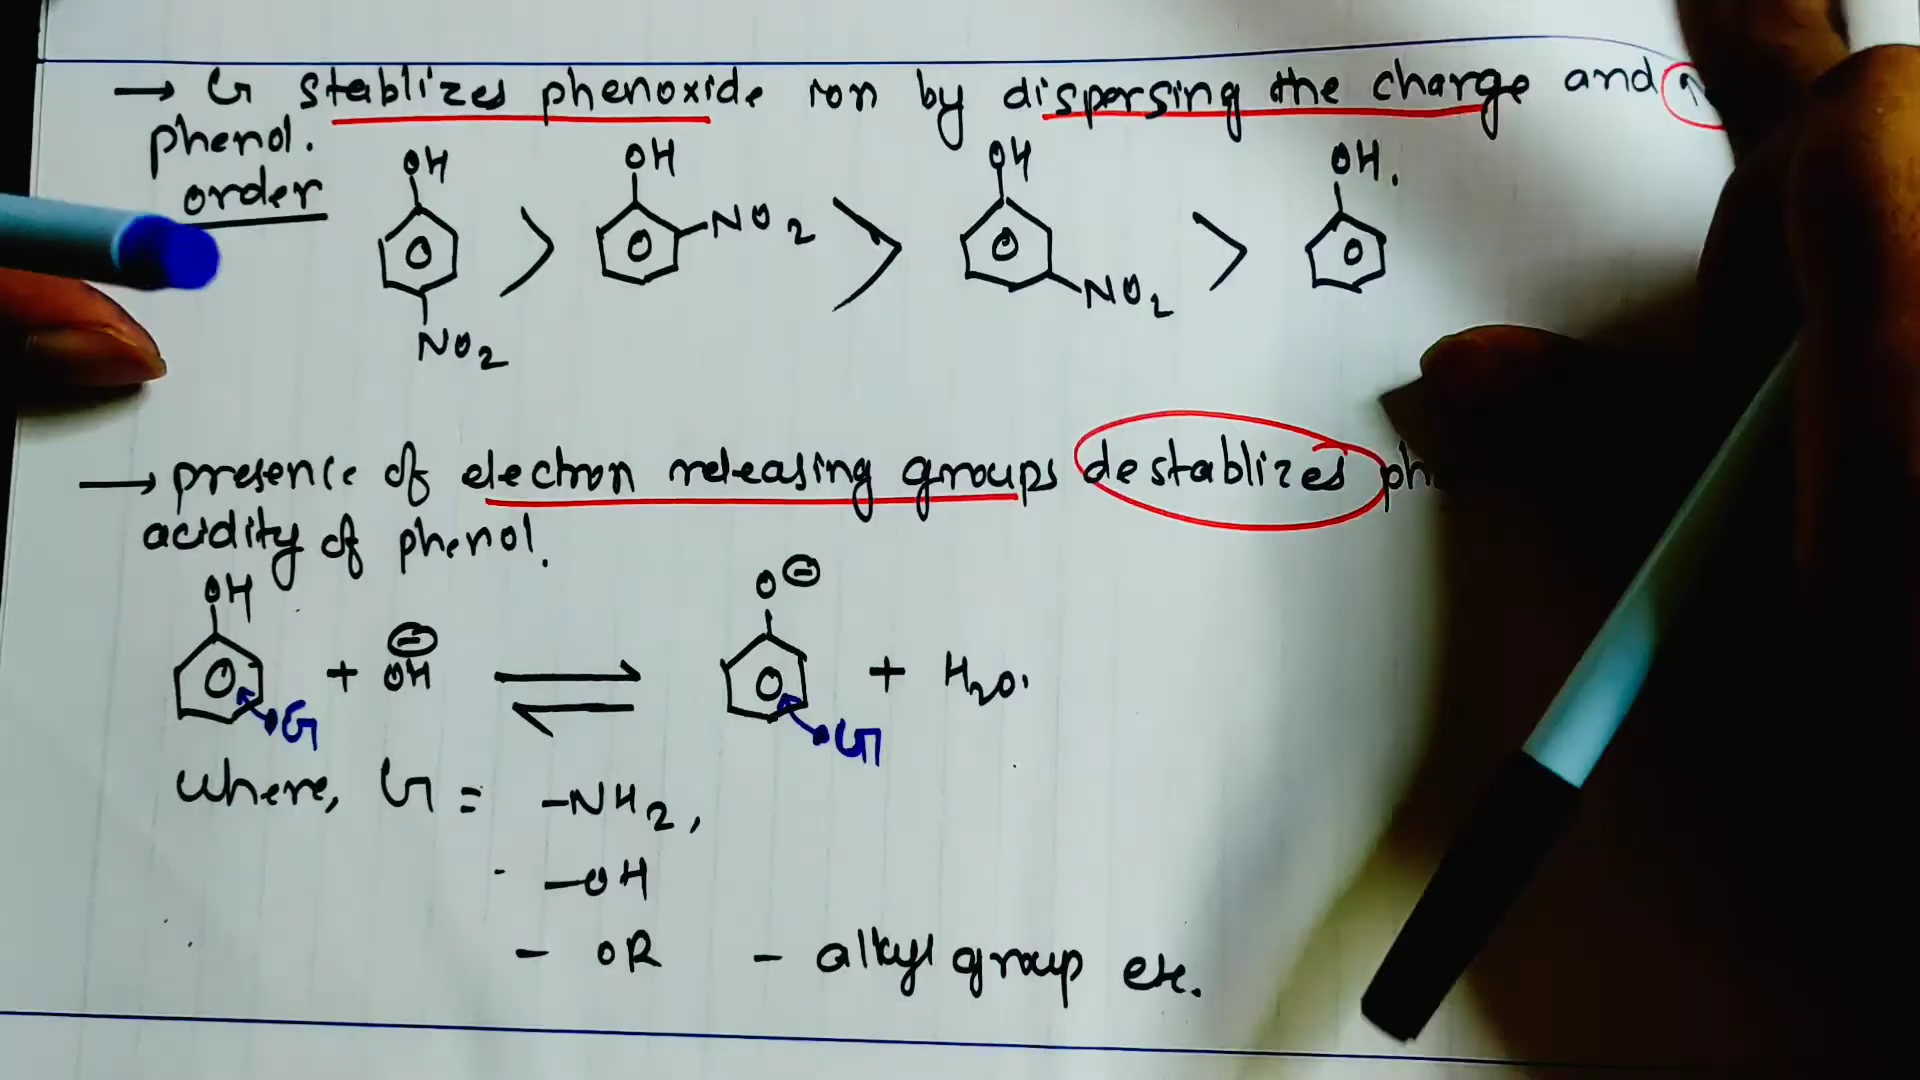 → G stablizes phenoxide ion by dispersing the charge and
phenol.
order
OH > OH > OH > OH.
NO2 NO2 NO2
→ presence of electron releasing groups destablizes
acidity of phenol.
OH + OH⊖ ⇌ O⊖ + H2O.
G G
where, G = -NH2,
-OH
- OR - alkyl group etc.